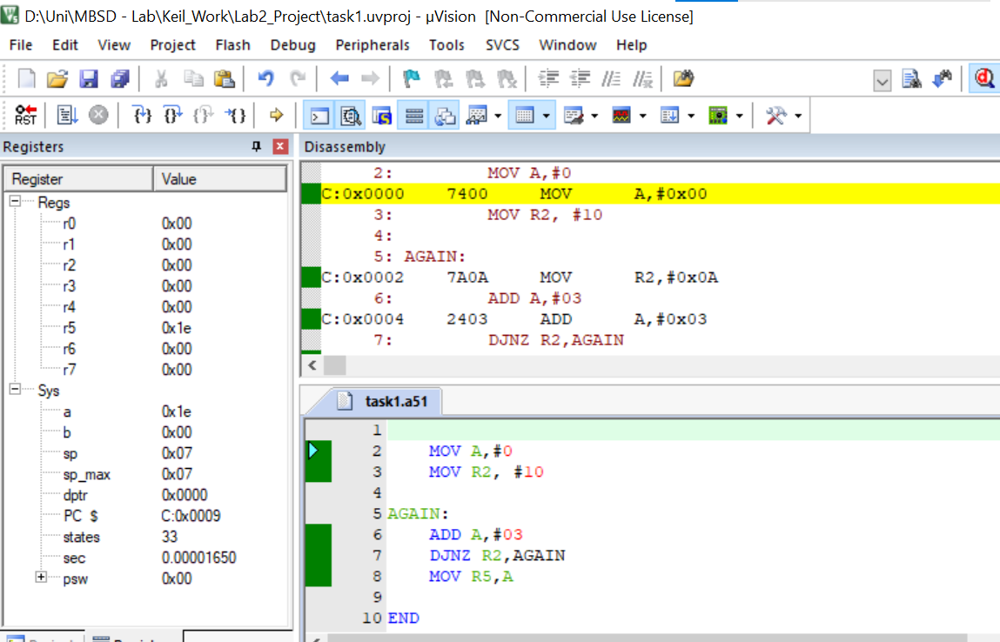 D:\Uni\MBSD - Lab\Keil_Work\Lab2_Project\task1.uvproj - µVision [Non-Commercial Use License]
File Edit View Project Flash Debug Peripherals Tools SVCS Window Help
RST
Registers
Register Value
Regs
r0 0x00
r1 0x00
r2 0x00
r3 0x00
r4 0x00
r5 0x1e
r6 0x00
r7 0x00
Sys
a 0x1e
b 0x00
sp 0x07
sp_max 0x07
dptr 0x0000
PC $ C:0x0009
states 33
sec 0.00001650
psw 0x00
Disassembly
2: MOV A,#0
C:0x0000 7400 MOV A,#0x00
3: MOV R2, #10
4:
5: AGAIN:
C:0x0002 7A0A MOV R2,#0x0A
6: ADD A,#03
C:0x0004 2403 ADD A,#0x03
7: DJNZ R2,AGAIN
task1.a51
1
2 MOV A,#0
3 MOV R2, #10
4
5 AGAIN:
6 ADD A,#03
7 DJNZ R2,AGAIN
8 MOV R5,A
9
10 END